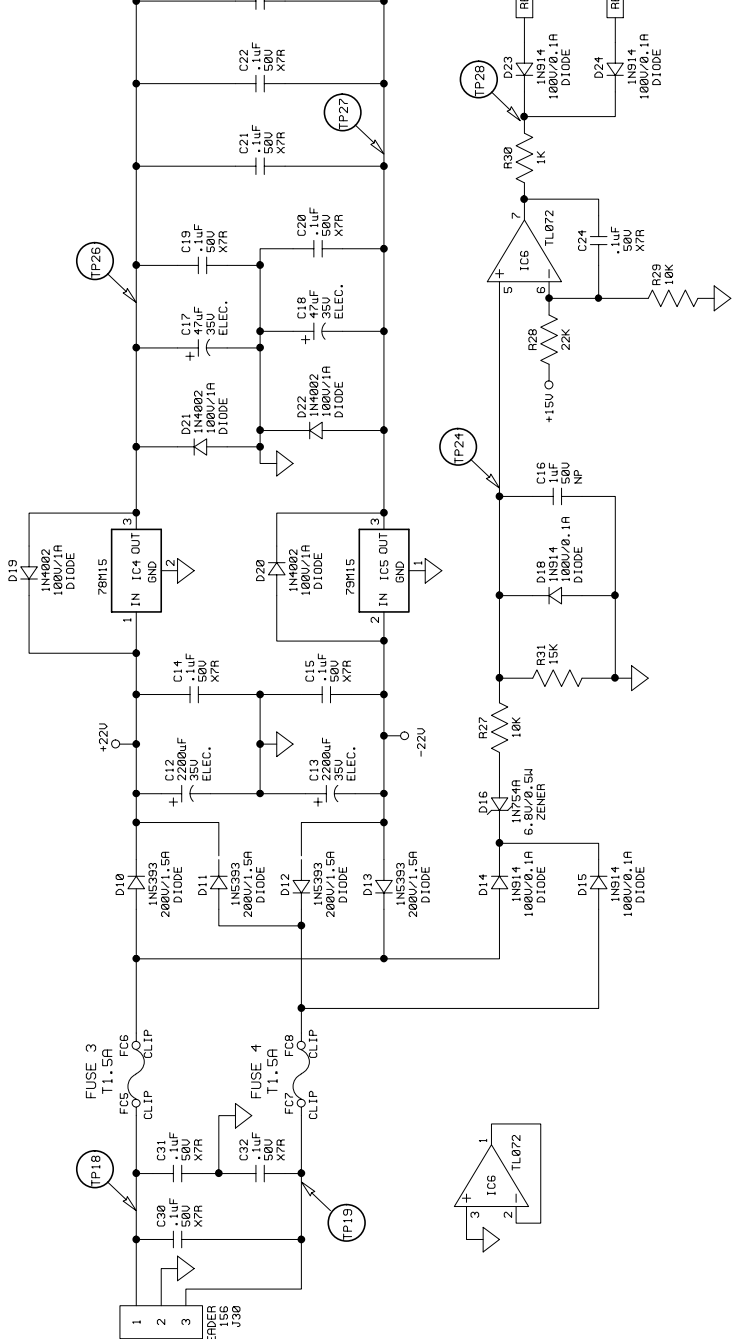 1
2
3
156
J30
TP18
C30
.1uF
50V
X7R
C31
.1uF
50V
X7R
C32
.1uF
50V
X7R
TP19
FUSE 3
T1.5A
FC5
CLIP
FC6
CLIP
FUSE 4
T1.5A
FC7
CLIP
FC8
CLIP
D10
1N5393
200V/1.5A
DIODE
D11
1N5393
200V/1.5A
DIODE
D12
1N5393
200V/1.5A
DIODE
D13
1N5393
200V/1.5A
DIODE
C12
2200uF
35V
ELEC.
+
C13
2200uF
35V
ELEC.
+
+22V
-22V
C14
.1uF
50V
X7R
C15
.1uF
50V
X7R
D19
1N4002
100V/1A
DIODE
78M15
1
IN
IC4
OUT
3
GND
2
D20
1N4002
100V/1A
DIODE
79M15
2
IN
IC5
OUT
3
GND
1
D21
1N4002
100V/1A
DIODE
D22
1N4002
100V/1A
DIODE
C17
47uF
35V
ELEC.
+
C18
47uF
35V
ELEC.
+
C19
.1uF
50V
X7R
C20
.1uF
50V
X7R
TP26
TP27
C21
.1uF
50V
X7R
C22
.1uF
50V
X7R
3
2
+
-
IC6
1
TL072
D14
1N914
100V/0.1A
DIODE
D15
1N914
100V/0.1A
DIODE
D16
1N754A
6.8V/0.5W
ZENER
R27
10K
R31
15K
D18
1N914
100V/0.1A
DIODE
C16
1uF
50V
NP
TP24
+15V
R28
22K
R29
10K
5
6
+
-
IC6
7
TL072
C24
.1uF
50V
X7R
R30
1K
TP28
D23
1N914
100V/0.1A
DIODE
D24
1N914
100V/0.1A
DIODE